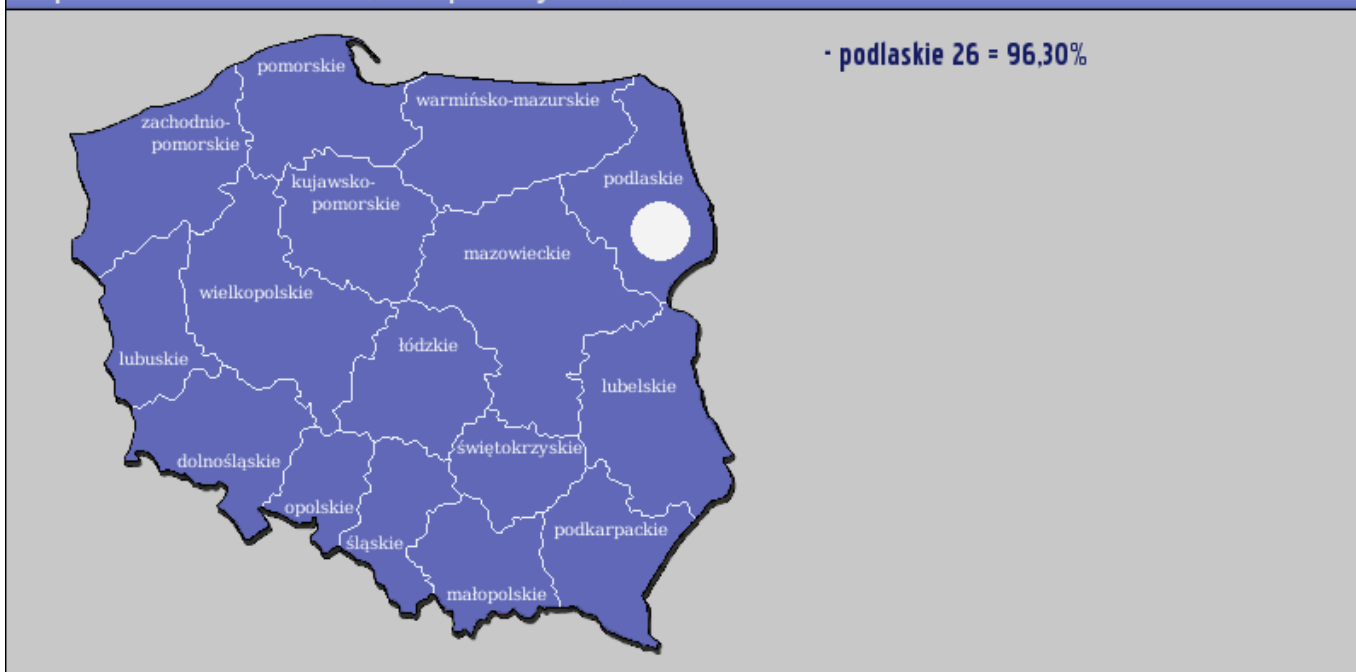 - podlaskie 26 = 96,30%
pomorskie
warmińsko-mazurskie
zachodnio-
pomorskie
podlaskie
kujawsko-
pomorskie
mazowieckie
wielkopolskie
łódzkie
lubuskie
lubelskie
świętokrzyskie
dolnośląskie
opolskie
podkarpackie
śląskie
małopolskie